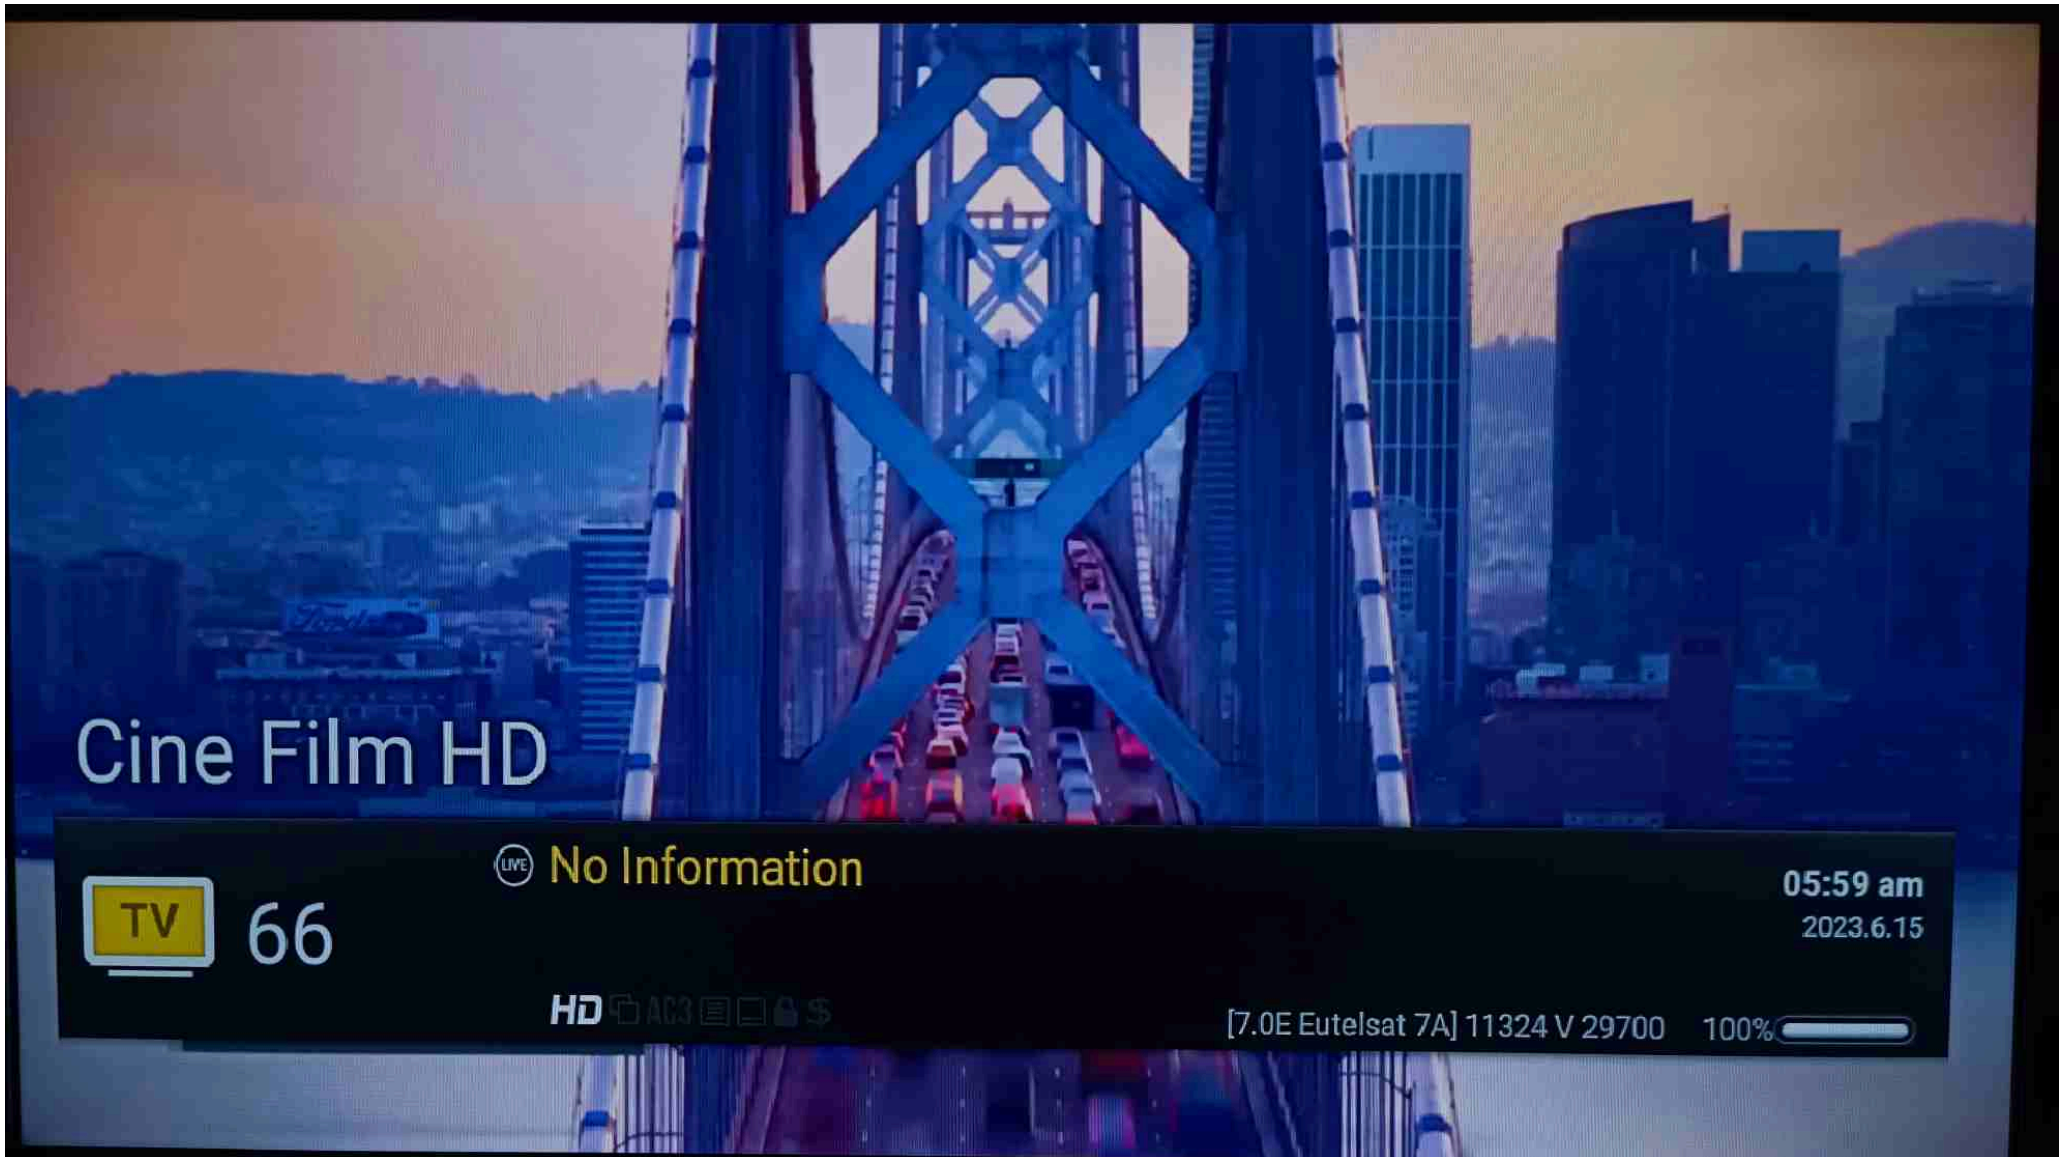 Cine Film HD
LIVE No Information
TV 66
05:59 am
2023.6.15
HD AC3 $
[7.0E Eutelsat 7A] 11324 V 29700 100%